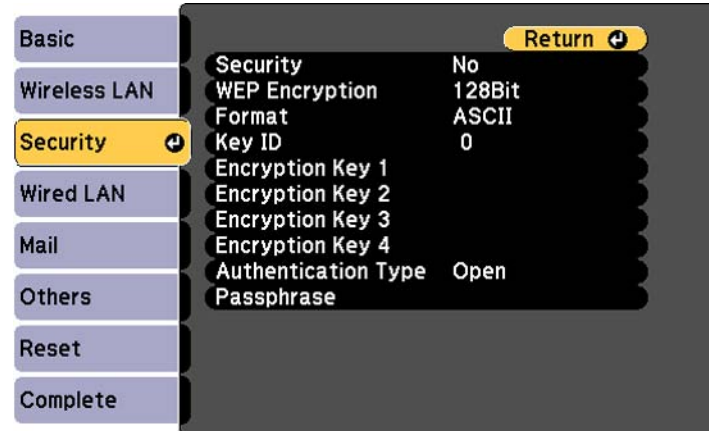 Basic
Wireless LAN
Security
Wired LAN
Mail
Others
Reset
Complete
Return
Security No
WEP Encryption 128Bit
Format ASCII
Key ID 0
Encryption Key 1
Encryption Key 2
Encryption Key 3
Encryption Key 4
Authentication Type Open
Passphrase